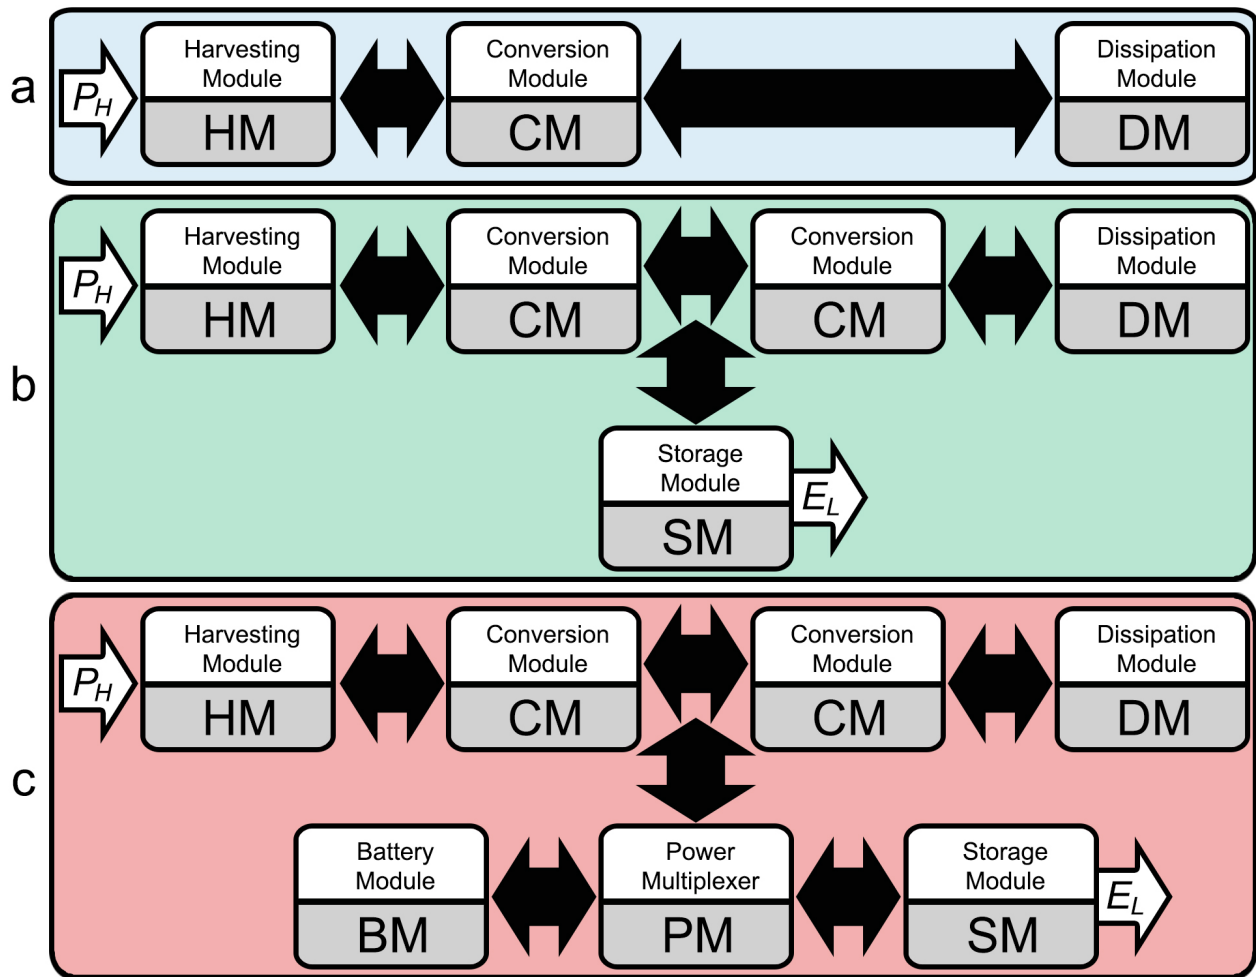 a
P_H
Harvesting
Module
HM
Conversion
Module
CM
Dissipation
Module
DM
b
P_H
Harvesting
Module
HM
Conversion
Module
CM
Conversion
Module
CM
Dissipation
Module
DM
Storage
Module
SM
E_L
c
P_H
Harvesting
Module
HM
Conversion
Module
CM
Conversion
Module
CM
Dissipation
Module
DM
Battery
Module
BM
Power
Multiplexer
PM
Storage
Module
SM
E_L